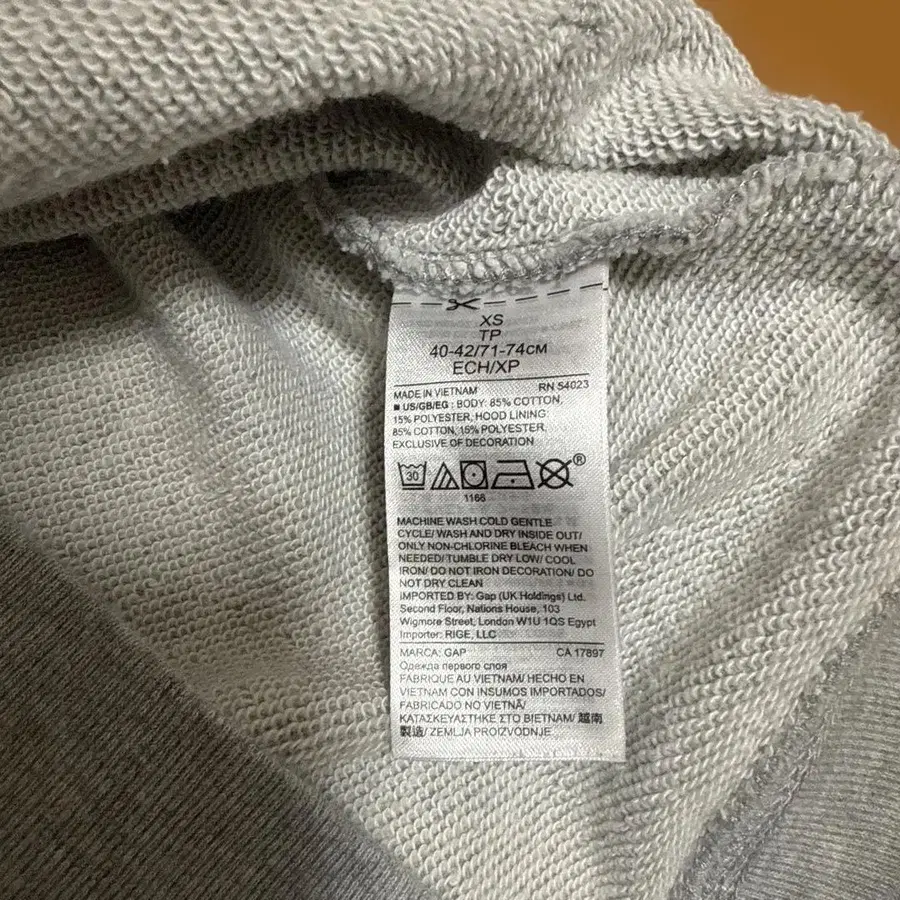 XS
TP
40-42/71-74см
ECH/XP
MADE IN VIETNAM RN 54023
■ US/GB/EG : BODY: 85% COTTON,
15% POLYESTER, HOOD LINING:
85% COTTON, 15% POLYESTER,
EXCLUSIVE OF DECORATION
30 ®
1166
MACHINE WASH COLD GENTLE
CYCLE/ WASH AND DRY INSIDE OUT/
ONLY NON-CHLORINE BLEACH WHEN
NEEDED/ TUMBLE DRY LOW/ COOL
IRON/ DO NOT IRON DECORATION/ DO
NOT DRY CLEAN
IMPORTED BY: Gap (UK Holdings) Ltd.
Second Floor, Nations House, 103
Wigmore Street, London W1U 1QS Egypt
Importer: RIGE, LLC
MARCA: GAP CA 17897
Одежда первого слоя
FABRIQUE AU VIETNAM/ HECHO EN
VIETNAM CON INSUMOS IMPORTADOS/
FABRICADO NO VIETNÃ/
ΚΑΤΑΣΚΕΥΑΣΤΗΚΕ ΣΤΟ ΒΙΕΤΝΑΜ/ 越南
製造/ ZEMLJA PROIZVODNJE